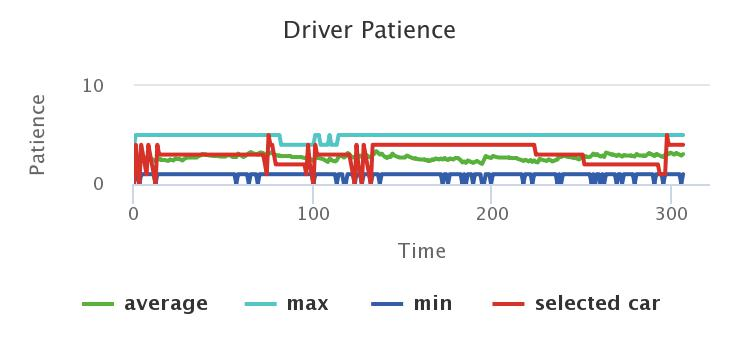 Driver Patience
10
Patience
0
0 100 200 300
Time
average max min selected car